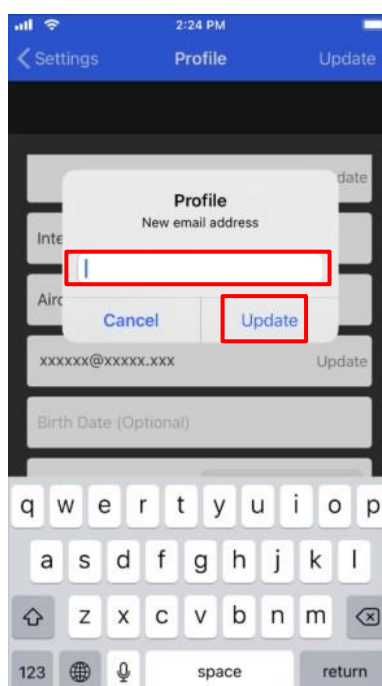 2:24 PM
Settings Profile Update
date
Profile
New email address
Inte
Airc
Cancel Update
xxxxxx@xxxxx.xxx Update
Birth Date (Optional)
q w e r t y u i o p
a s d f g h j k l
z x c v b n m
123 space return